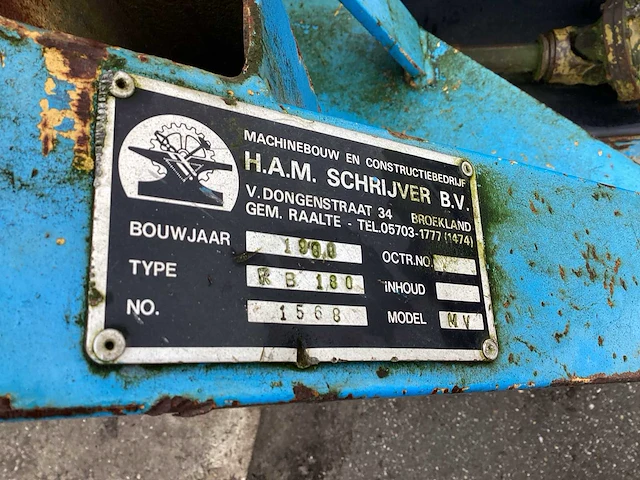 MACHINEBOUW EN CONSTRUCTIEBEDRIJF
H.A.M. SCHRIJVER B.V.
V. DONGENSTRAAT 34 BROEKLAND
GEM. RAALTE - TEL.05703-1777 (1474)
BOUWJAAR OCTR.NO.
TYPE KB 180 INHOUD
NO. 1568 MODEL MV